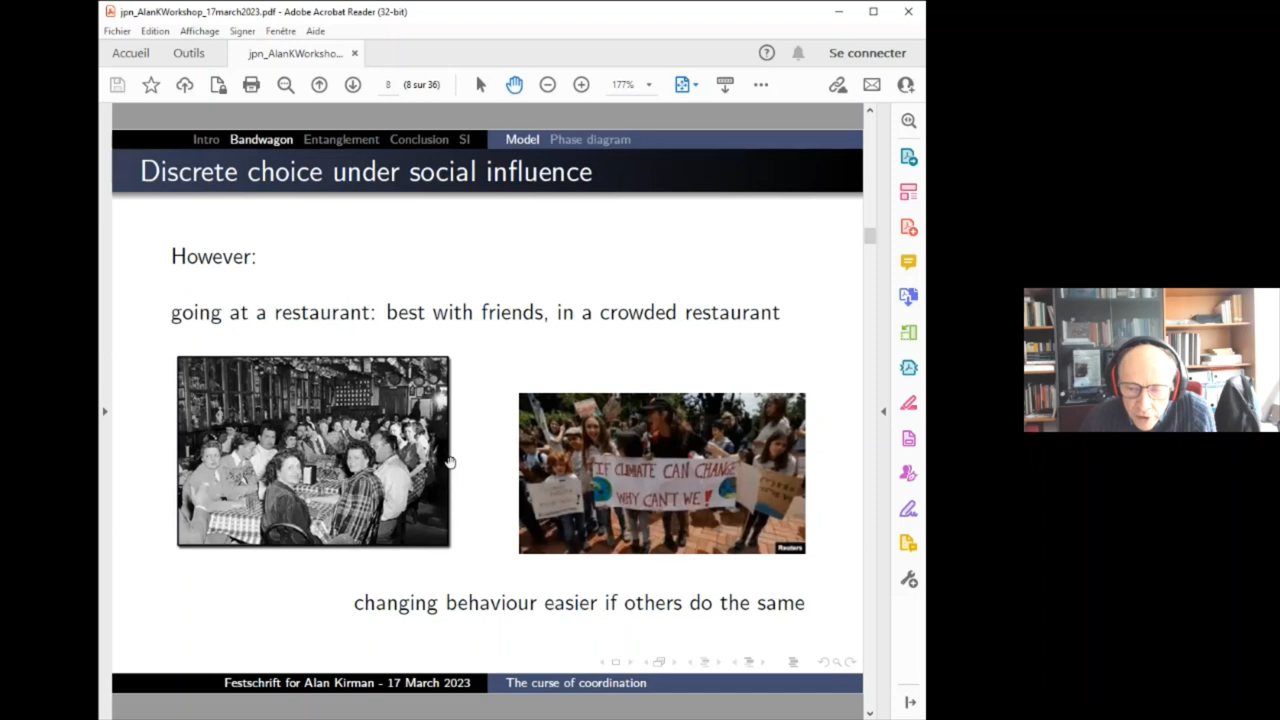 jpn_AlanKWorkshop_17march2023.pdf - Adobe Acrobat Reader (32-bit)
Fichier Edition Affichage Signer Fenêtre Aide
Accueil Outils jpn_AlanKWorksho... Se connecter
8 (8 sur 36) 177%
Intro Bandwagon Entanglement Conclusion SI Model Phase diagram
Discrete choice under social influence
However:
going at a restaurant: best with friends, in a crowded restaurant
IF CLIMATE CAN CHANGE
WHY CAN'T WE!
Reuters
changing behaviour easier if others do the same
Festschrift for Alan Kirman - 17 March 2023 The curse of coordination